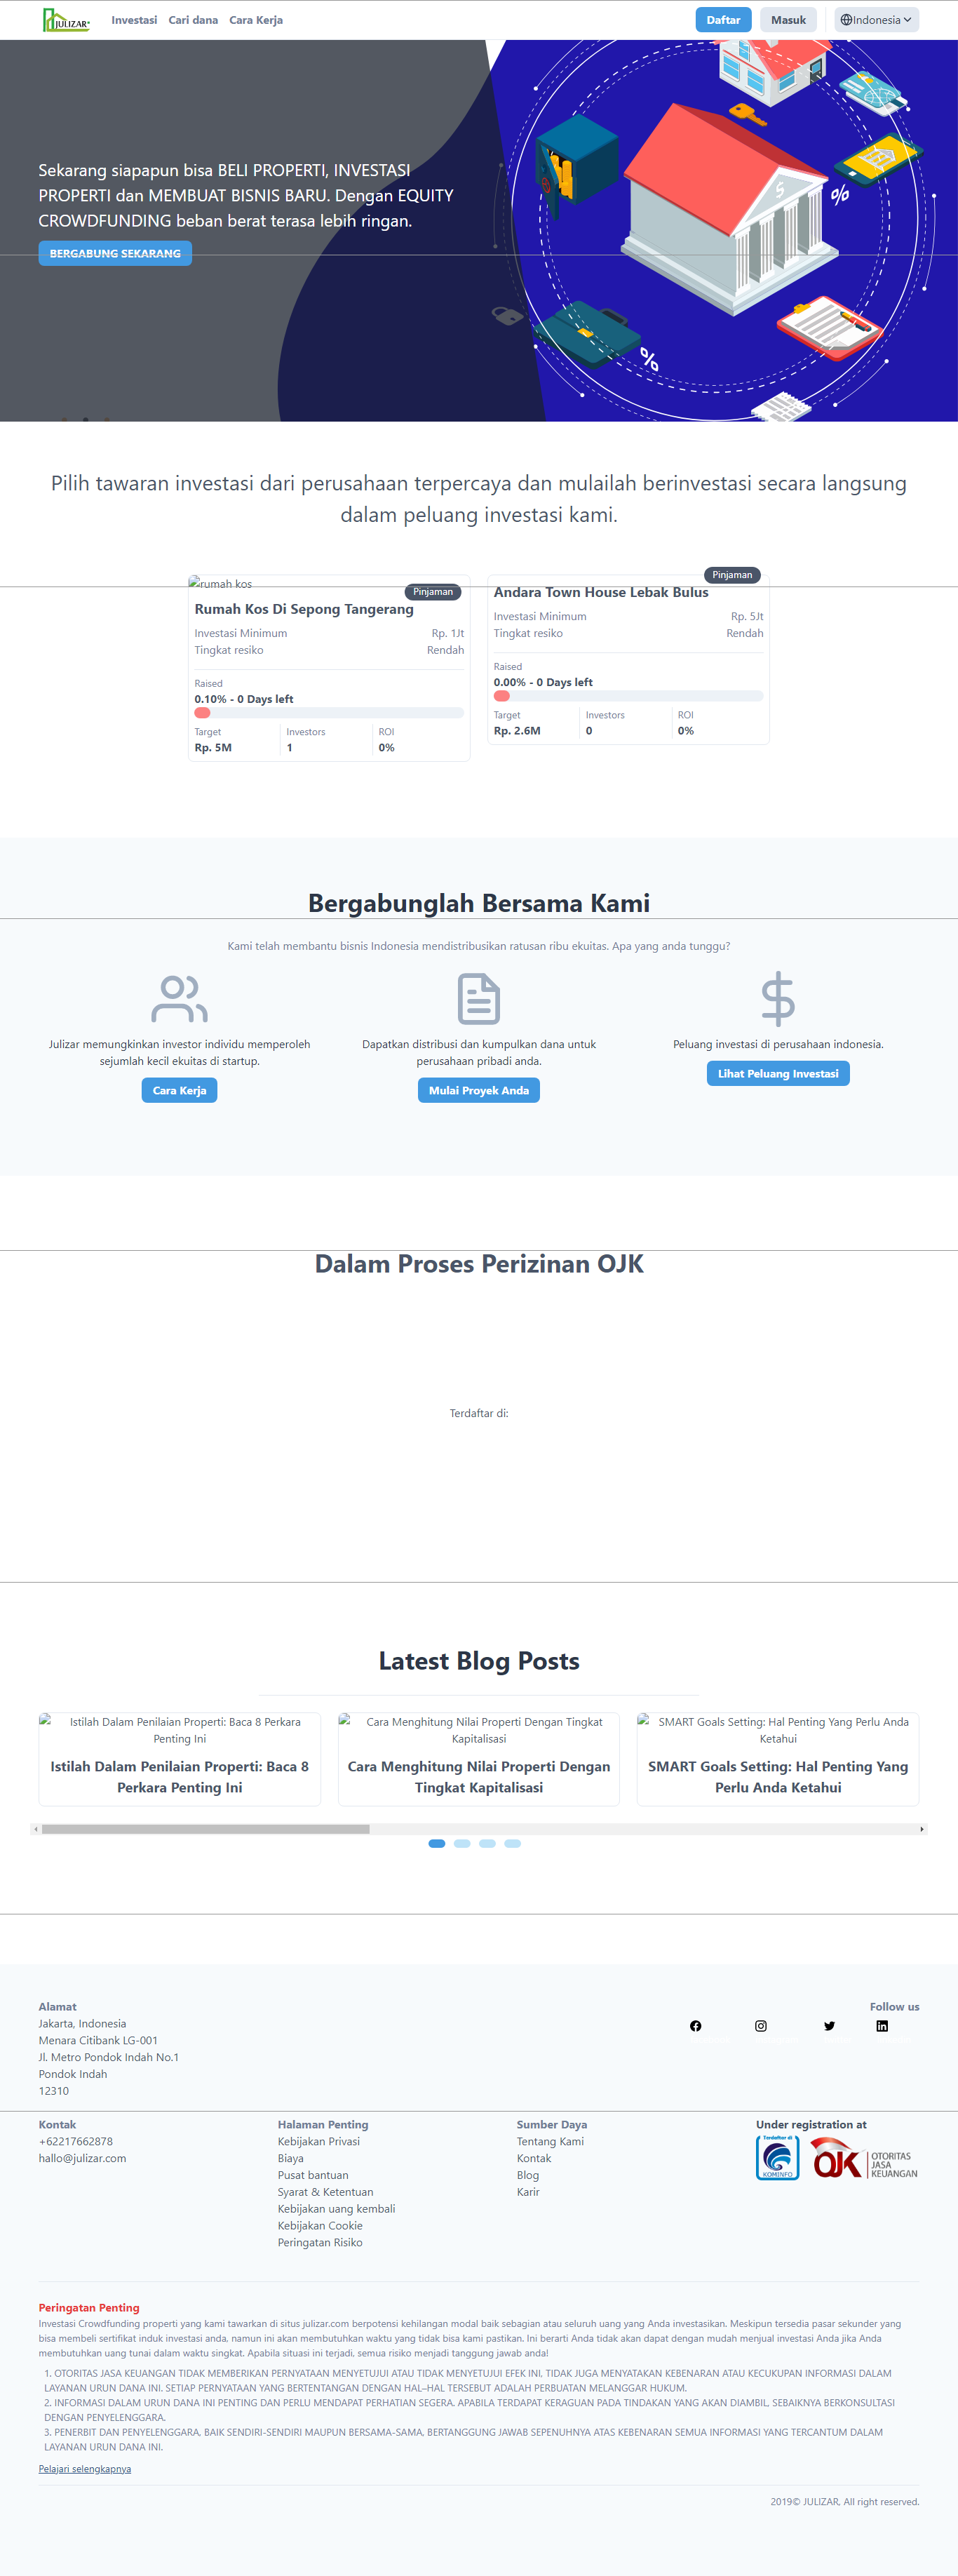 JULIZAR
Investasi Cari dana Cara Kerja
Daftar Masuk Indonesia
Sekarang siapapun bisa BELI PROPERTI, INVESTASI
PROPERTI dan MEMBUAT BISNIS BARU. Dengan EQUITY
CROWDFUNDING beban berat terasa lebih ringan.
BERGABUNG SEKARANG
$
%
%
Pilih tawaran investasi dari perusahaan terpercaya dan mulailah berinvestasi secara langsung
dalam peluang investasi kami.
rumah kos
Pinjaman
Rumah Kos Di Sepong Tangerang
Investasi Minimum Rp. 1Jt
Tingkat resiko Rendah
Raised
0.10% - 0 Days left
Target Investors ROI
Rp. 5M 1 0%
Pinjaman
Andara Town House Lebak Bulus
Investasi Minimum Rp. 5Jt
Tingkat resiko Rendah
Raised
0.00% - 0 Days left
Target Investors ROI
Rp. 2.6M 0 0%
Bergabunglah Bersama Kami
Kami telah membantu bisnis Indonesia mendistribusikan ratusan ribu ekuitas. Apa yang anda tunggu?
Julizar memungkinkan investor individu memperoleh
sejumlah kecil ekuitas di startup.
Cara Kerja
Dapatkan distribusi dan kumpulkan dana untuk
perusahaan pribadi anda.
Mulai Proyek Anda
Peluang investasi di perusahaan indonesia.
Lihat Peluang Investasi
Dalam Proses Perizinan OJK
Terdaftar di:
Latest Blog Posts
Istilah Dalam Penilaian Properti: Baca 8 Perkara
Penting Ini
Istilah Dalam Penilaian Properti: Baca 8
Perkara Penting Ini
Cara Menghitung Nilai Properti Dengan Tingkat
Kapitalisasi
Cara Menghitung Nilai Properti Dengan
Tingkat Kapitalisasi
SMART Goals Setting: Hal Penting Yang Perlu Anda
Ketahui
SMART Goals Setting: Hal Penting Yang
Perlu Anda Ketahui
Alamat
Jakarta, Indonesia
Menara Citibank LG-001
Jl. Metro Pondok Indah No.1
Pondok Indah
12310
Follow us
Kontak
+62217662878
hallo@julizar.com
Halaman Penting
Kebijakan Privasi
Biaya
Pusat bantuan
Syarat & Ketentuan
Kebijakan uang kembali
Kebijakan Cookie
Peringatan Risiko
Sumber Daya
Tentang Kami
Kontak
Blog
Karir
Under registration at
Terdaftar di
KOMINFO
OJK
OTORITAS
JASA
KEUANGAN
Peringatan Penting
Investasi Crowdfunding properti yang kami tawarkan di situs julizar.com berpotensi kehilangan modal baik sebagian atau seluruh uang yang Anda investasikan. Meskipun tersedia pasar sekunder yang
bisa membeli sertifikat induk investasi anda, namun ini akan membutuhkan waktu yang tidak bisa kami pastikan. Ini berarti Anda tidak akan dapat dengan mudah menjual investasi Anda jika Anda
membutuhkan uang tunai dalam waktu singkat. Apabila situasi ini terjadi, semua risiko menjadi tanggung jawab anda!
1. OTORITAS JASA KEUANGAN TIDAK MEMBERIKAN PERNYATAAN MENYETUJUI ATAU TIDAK MENYETUJUI EFEK INI, TIDAK JUGA MENYATAKAN KEBENARAN ATAU KECUKUPAN INFORMASI DALAM
LAYANAN URUN DANA INI. SETIAP PERNYATAAN YANG BERTENTANGAN DENGAN HAL–HAL TERSEBUT ADALAH PERBUATAN MELANGGAR HUKUM.
2. INFORMASI DALAM URUN DANA INI PENTING DAN PERLU MENDAPAT PERHATIAN SEGERA. APABILA TERDAPAT KERAGUAN PADA TINDAKAN YANG AKAN DIAMBIL, SEBAIKNYA BERKONSULTASI
DENGAN PENYELENGGARA.
3. PENERBIT DAN PENYELENGGARA, BAIK SENDIRI-SENDIRI MAUPUN BERSAMA-SAMA, BERTANGGUNG JAWAB SEPENUHNYA ATAS KEBENARAN SEMUA INFORMASI YANG TERCANTUM DALAM
LAYANAN URUN DANA INI.
Pelajari selengkapnya
2019© JULIZAR, All right reserved.